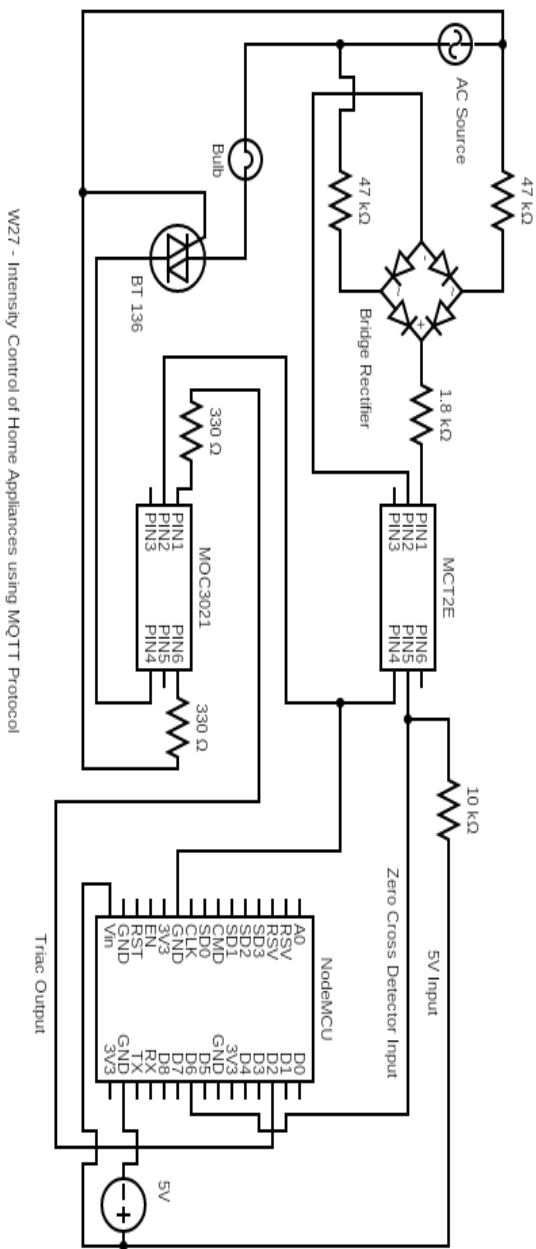 47 kΩ
AC Source
47 kΩ
-
~
~
+
Bridge Rectifier
1.8 kΩ
MCT2E
PIN1 PIN6
PIN2 PIN5
PIN3 PIN4
10 kΩ
5V Input
Zero Cross Detector Input
Bulb
BT 136
330 Ω
MOC3021
PIN1 PIN6
PIN2 PIN5
PIN3 PIN4
330 Ω
NodeMCU
A0 D0
RSV D1
RSV D2
SD3 D3
SD2 D4
SD1 3V3
CMD GND
SD0 D5
CLK D6
GND D7
3V3 D8
EN RX
RST TX
GND GND
Vin 3V3
5V
- +
Triac Output
W27 - Intensity Control of Home Appliances using MQTT Protocol